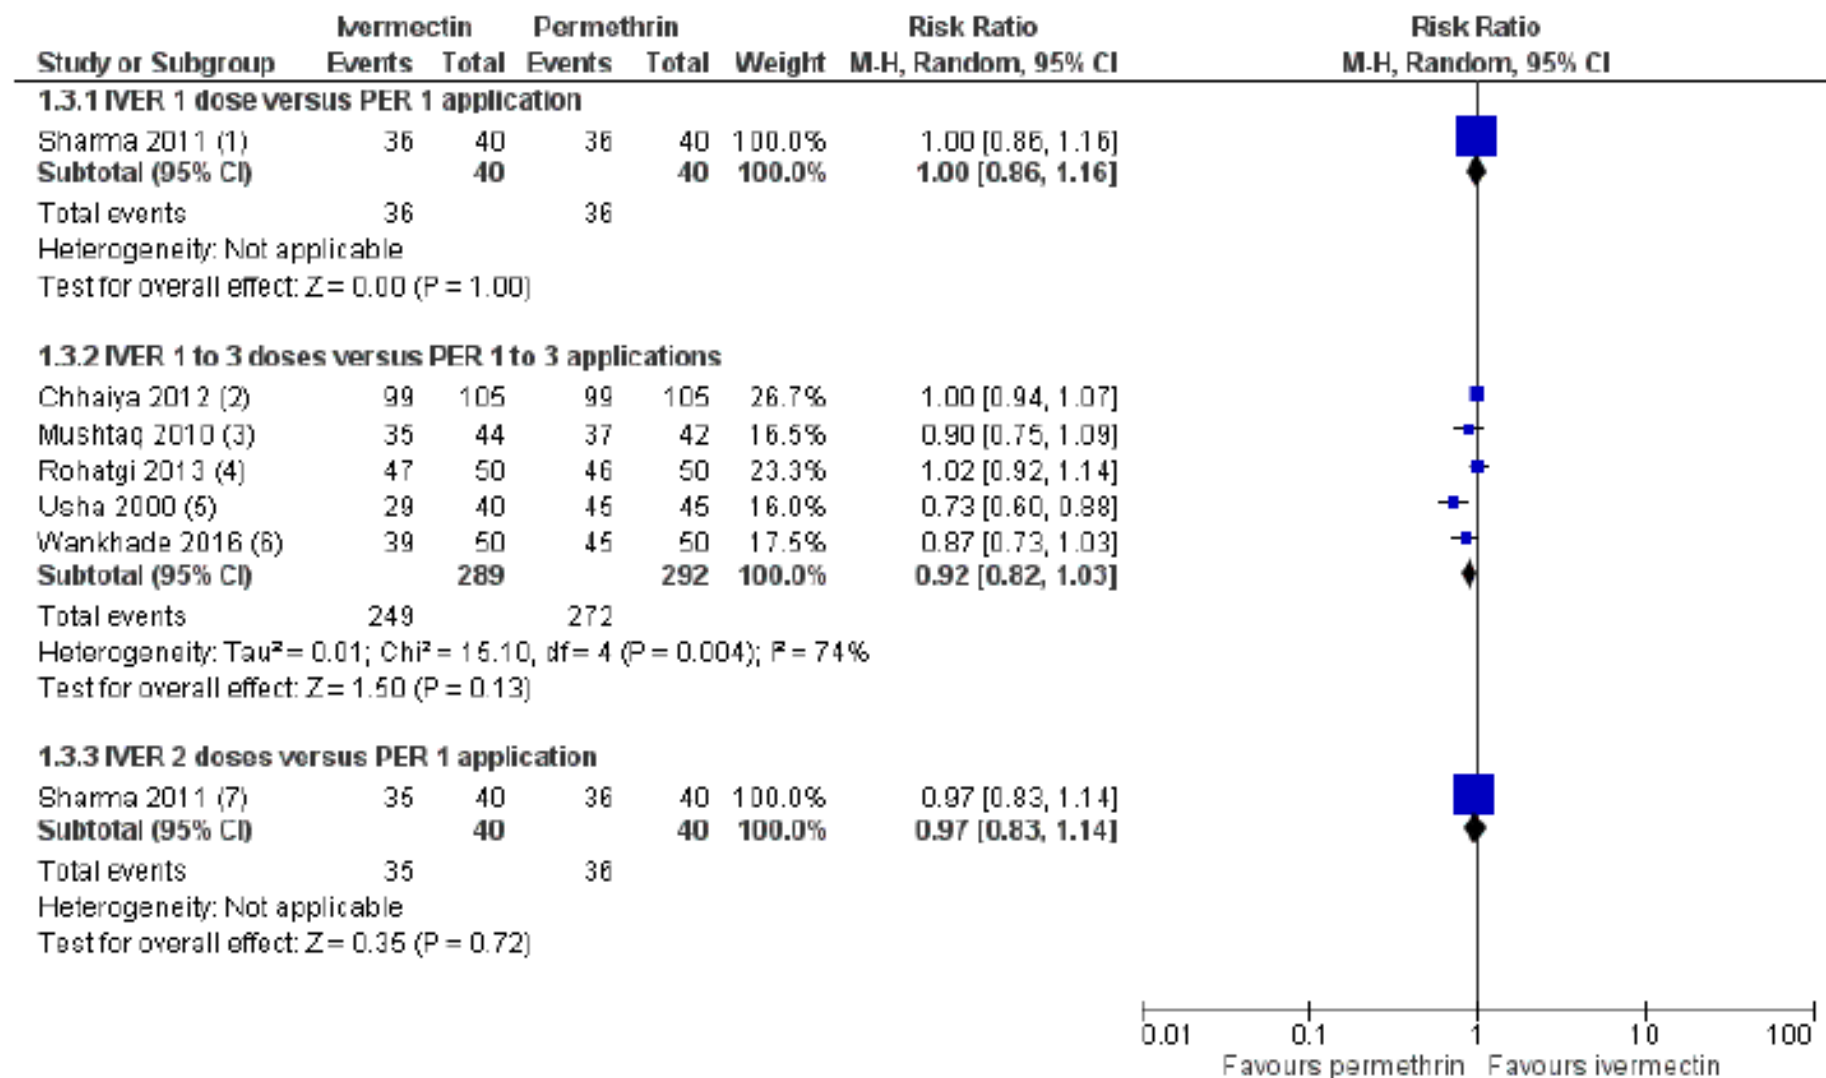 Ivermectin Permethrin Risk Ratio Risk Ratio
Study or Subgroup Events Total Events Total Weight M-H, Random, 95% CI M-H, Random, 95% CI
1.3.1 IVER 1 dose versus PER 1 application
Sharma 2011 (1) 36 40 36 40 100.0% 1.00 [0.86, 1.16]
Subtotal (95% CI) 40 40 100.0% 1.00 [0.86, 1.16]
Total events 36 36
Heterogeneity: Not applicable
Test for overall effect: Z = 0.00 (P = 1.00)
1.3.2 IVER 1 to 3 doses versus PER 1 to 3 applications
Chhaiya 2012 (2) 99 105 99 105 26.7% 1.00 [0.94, 1.07]
Mushtaq 2010 (3) 35 44 37 42 16.5% 0.90 [0.75, 1.09]
Rohatgi 2013 (4) 47 50 46 50 23.3% 1.02 [0.92, 1.14]
Usha 2000 (5) 29 40 45 45 16.0% 0.73 [0.60, 0.88]
Wankhade 2016 (6) 39 50 45 50 17.5% 0.87 [0.73, 1.03]
Subtotal (95% CI) 289 292 100.0% 0.92 [0.82, 1.03]
Total events 249 272
Heterogeneity: Tau² = 0.01; Chi² = 15.10, df = 4 (P = 0.004); I² = 74%
Test for overall effect: Z = 1.50 (P = 0.13)
1.3.3 IVER 2 doses versus PER 1 application
Sharma 2011 (7) 35 40 36 40 100.0% 0.97 [0.83, 1.14]
Subtotal (95% CI) 40 40 100.0% 0.97 [0.83, 1.14]
Total events 35 36
Heterogeneity: Not applicable
Test for overall effect: Z = 0.35 (P = 0.72)
0.01 0.1 1 10 100
Favours permethrin Favours ivermectin